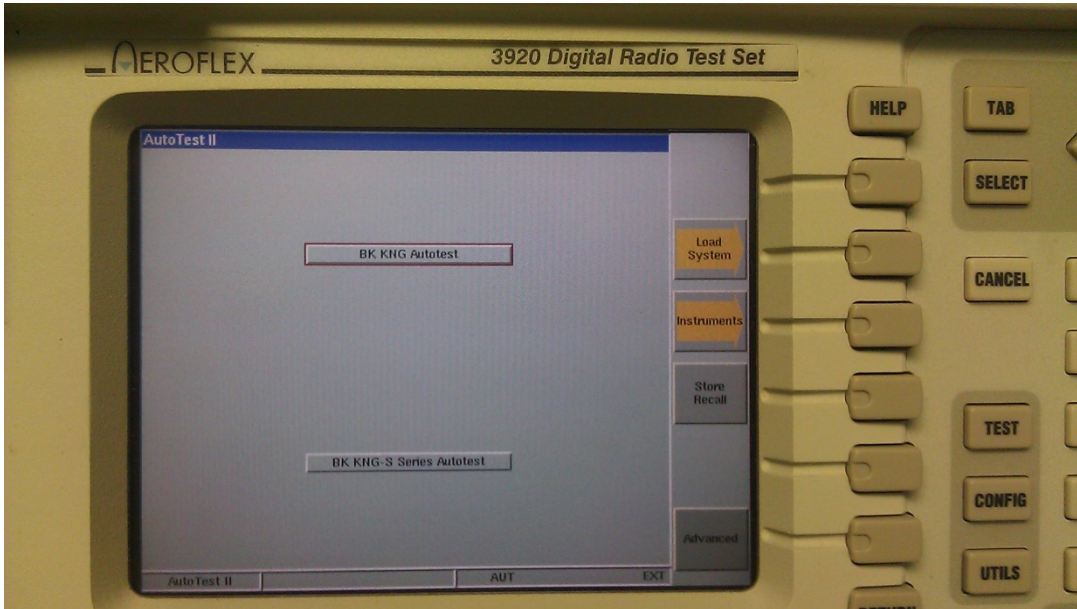 AEROFLEX
3920 Digital Radio Test Set
HELP
TAB
AutoTest II
SELECT
BK KNG Autotest
Load
System
CANCEL
Instruments
Store
Recall
TEST
BK KNG-S Series Autotest
CONFIG
Advanced
AutoTest II
AUT
EXT
UTILS
RETURN